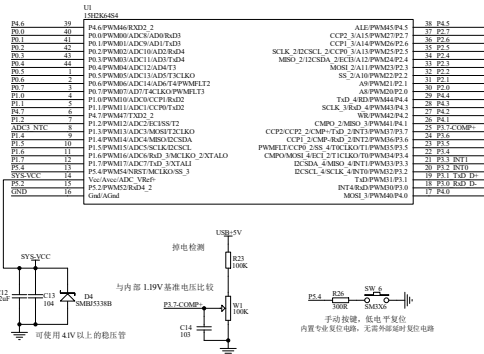 U1
15H2K64S4
P4.6 39 P4.6/PWM46/RXD2_2 ALE/PWM45/P4.5 38 P4.5
P0.0 40 P0.0/PWM00/ADC8/AD0/RxD3 CCP2_3/A15/PWM27/P2.7 37 P2.7
P0.1 41 P0.1/PWM01/ADC9/AD1/TxD3 CCP1_3/A14/PWM26/P2.6 36 P2.6
P0.2 42 P0.2/PWM02/ADC10/AD2/RxD4 SCLK_2/I2CSCL_2/CCP0_3/A13/PWM25/P2.5 35 P2.5
P0.3 43 P0.3/PWM03/ADC11/AD3/TxD4 MISO_2/I2CSDA_2/ECI3/A12/PWM24/P2.4 34 P2.4
P0.4 44 P0.4/PWM04/ADC12/AD4/T3 MOSI_2/A11/PWM23/P2.3 33 P2.3
P0.5 1 P0.5/PWM05/ADC13/AD5/T3CLKO SS_2/A10/PWM22/P2.2 32 P2.2
P0.6 2 P0.6/PWM06/ADC14/AD6/T4/PWMFLT2 A9/PWM21/P2.1 31 P2.1
P0.7 3 P0.7/PWM07/AD7/T4CLKO/PWMFLT3 A8/PWM20/P2.0 30 P2.0
P1.0 4 P1.0/PWM10/ADC0/CCP1/RxD2 TxD_4/RD/PWM44/P4.4 29 P4.4
P1.1 5 P1.1/PWM11/ADC1/CCP0/TxD2 SCLK_3/RxD_4/PWM43/P4.3 28 P4.3
P4.7 6 P4.7/PWM47/TXD2_2 WR/PWM42/P4.2 27 P4.2
P1.2 7 P1.2/PWM12/ADC2/ECI/SS/T2 CMPO_2/MISO_3/PWM41/P4.1 26 P4.1
ADC3_NTC 8 P1.3/PWM13/ADC3/MOSI/T2CLKO CCP2/CCP2_2/CMP+/TxD_2/INT3/PWM37/P3.7 25 P3.7-COMP+
P1.4 9 P1.4/PWM14/ADC4/MISO/I2CSDA CCP1_2/CMP-/RxD_2/INT2/PWM36/P3.6 24 P3.6
P1.5 10 P1.5/PWM15/ADC5/SCLK/I2CSCL PWMFELT/CCP0_2/SS_4/T0CLKO/T1/PWM35/P3.5 23 P3.5
P1.6 11 P1.6/PWM16/ADC6/RxD_3/MCLKO_2/XTALO CMPO/MOSI_4/ECI_2/T1CLKO/T0/PWM34/P3.4 22 P3.4
P1.7 12 P1.7/PWM17/ADC7/TxD_3/XTALI I2CSDA_4/MISO_4/INT1/PWM33/P3.3 21 P3.3 INT1
P5.4 13 P5.4/PWM54/NRST/MCLKO/SS_3 I2CSCL_4/SCLK_4/INT0/PWM32/P3.2 20 P3.2 INT0
SYS-VCC 14 Vcc/Avcc/ADC_VRef+ TxD/PWM31/P3.1 19 P3.1 TxD D+
P5.2 15 P5.2/PWM52/RxD4_2 INT4/RxD/PWM30/P3.0 18 P3.0 RxD D-
GND 16 Gnd/AGnd MOSI_3/PWM40/P4.0 17 P4.0
USB+5V
掉电检测
R23
100K
SYS-VCC
与内部 1.19V基准电压比较
W1
100K
P3.7-COMP+
C13
104
D4
SMBJ5338B
C14
103
可使用4.1V以上的稳压管
P5.4 R26 SW_6
300R SM3X6
手动按键，低电平复位
内置专业复位电路，无需外部延时复位电路